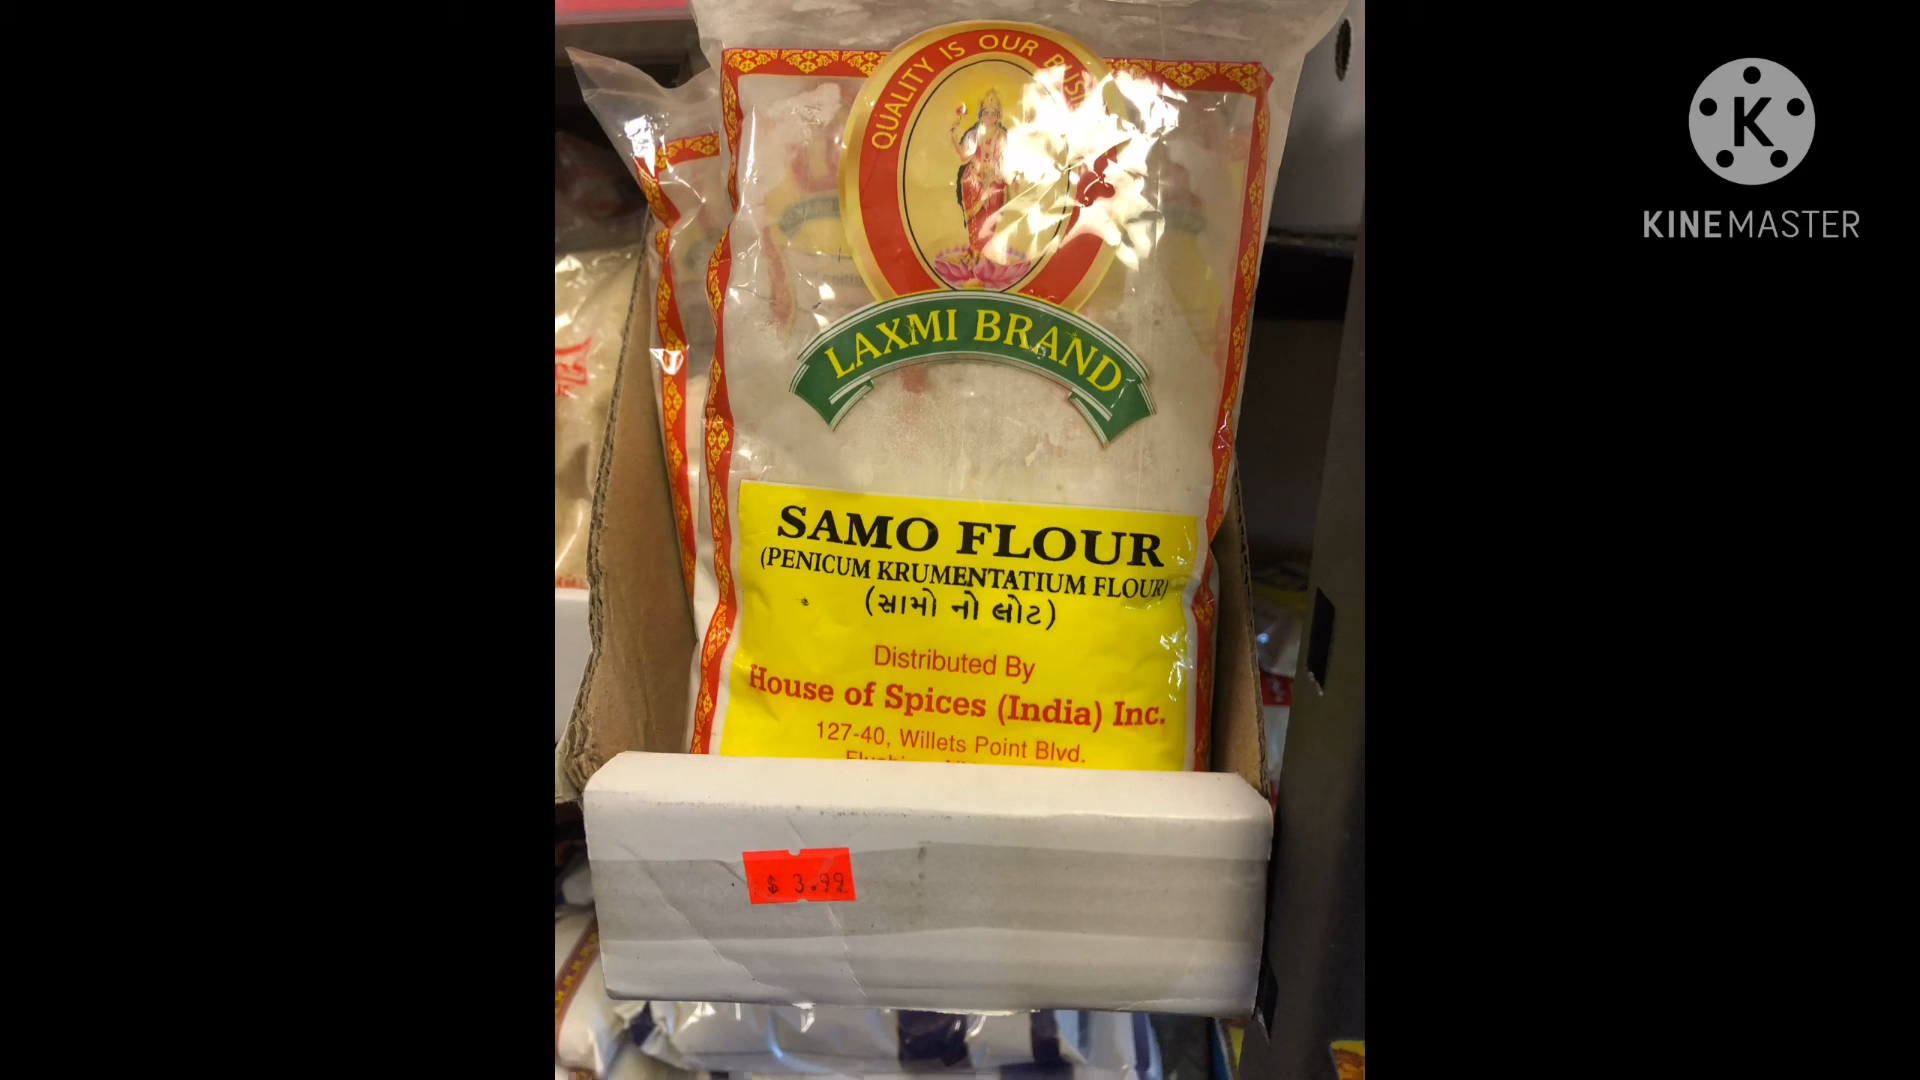 QUALITY IS OUR
LAXMI BRAND
SAMO FLOUR
(PENICUM KRUMENTATIUM FLOUR)
(સામો નો લોટ)
Distributed By
House of Spices (India) Inc.
127-40, Willets Point Blvd.
$ 3.99
K
KINEMASTER